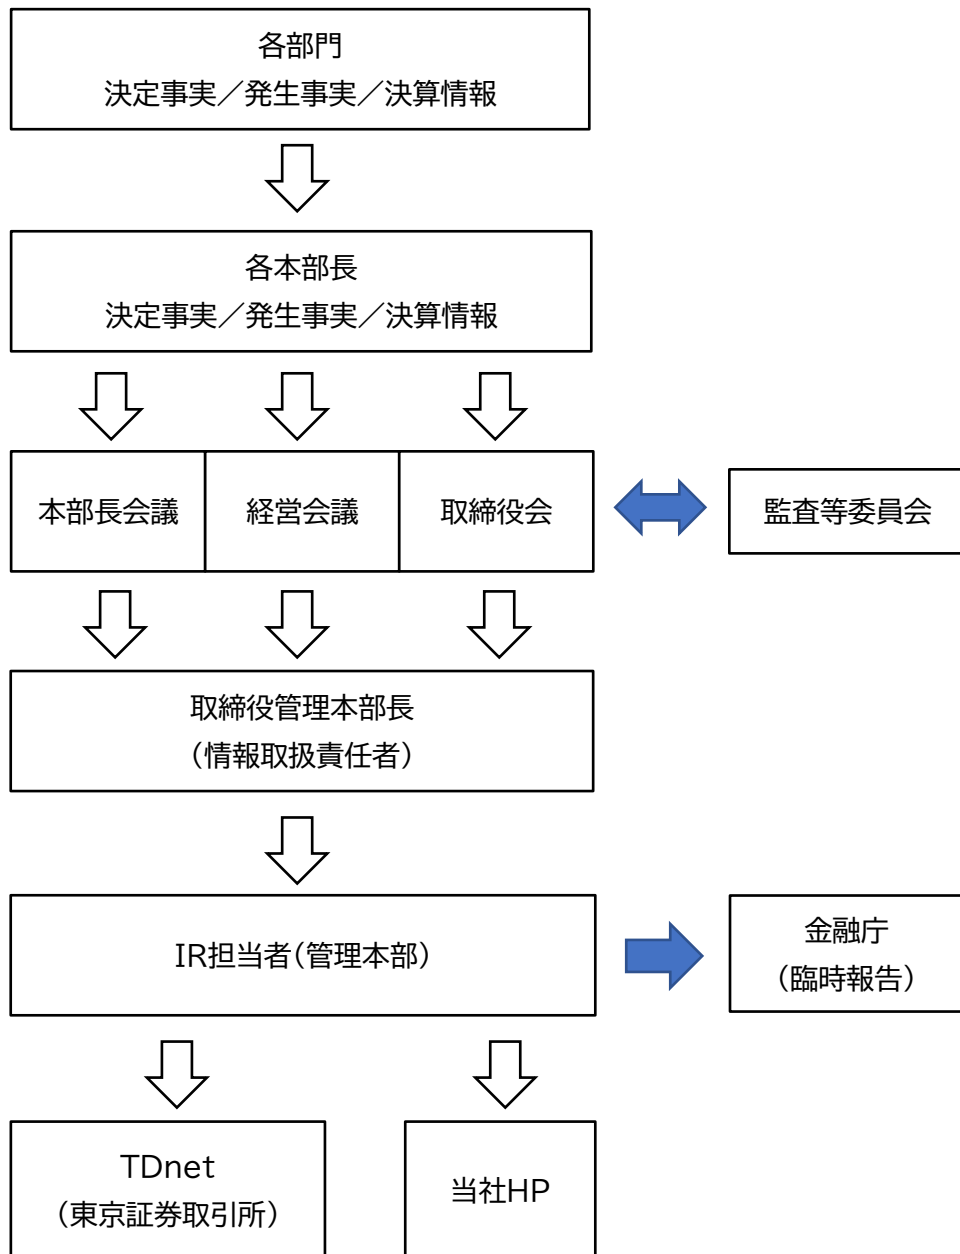 各部門
決定事実／発生事実／決算情報
各本部長
決定事実／発生事実／決算情報
本部長会議
経営会議
取締役会
監査等委員会
取締役管理本部長
（情報取扱責任者）
IR担当者（管理本部）
金融庁
（臨時報告）
TDnet
（東京証券取引所）
当社HP